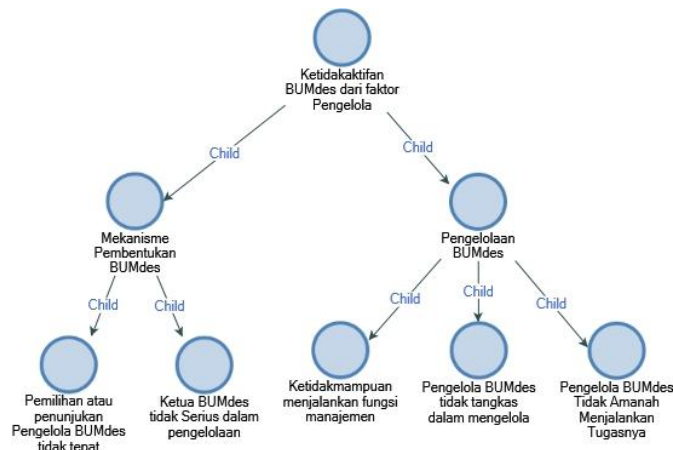 Ketidakaktifan
BUMdes dari faktor
Pengelola
Child
Child
Mekanisme
Pembentukan
BUMdes
Pengelolaan
BUMdes
Child
Child
Child
Child
Child
Pemilihan atau
penunjukan
Pengelola BUMdes
tidak tepat
Ketua BUMdes
tidak Serius dalam
pengelolaan
Ketidakmampuan
menjalankan fungsi
manajemen
Pengelola BUMdes
tidak tangkas
dalam mengelola
Pengelola BUMdes
Tidak Amanah
Menjalankan
Tugasnya